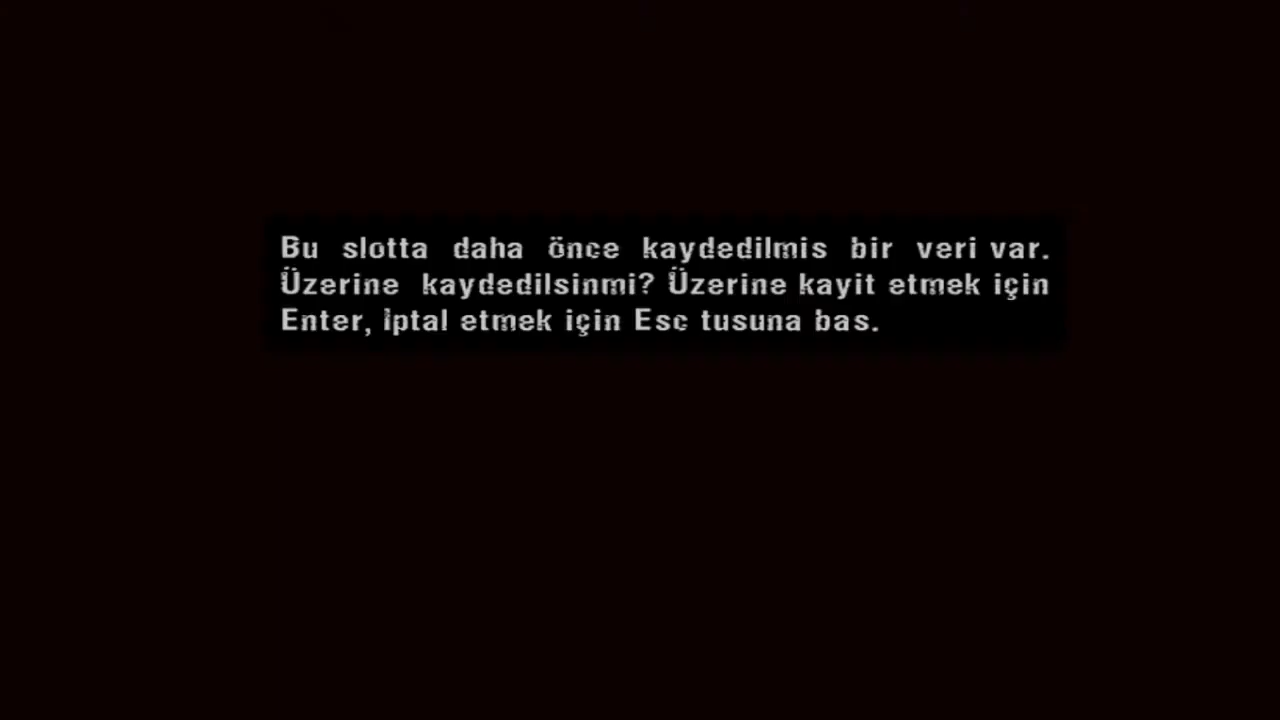 Bu slotta daha önce kaydedilmis bir veri var.
Üzerine kaydedilsinmi? Üzerine kayit etmek için
Enter, İptal etmek için Esc tusuna bas.